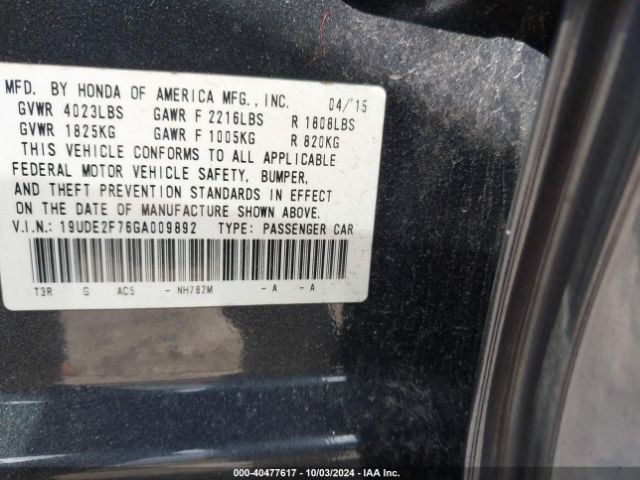 MFD. BY HONDA OF AMERICA MFG., INC. 04/'15
GVWR 4023LBS GAWR F 2216LBS R 1808LBS
GVWR 1825KG GAWR F 1005KG R 820KG
THIS VEHICLE CONFORMS TO ALL APPLICABLE
FEDERAL MOTOR VEHICLE SAFETY, BUMPER,
AND THEFT PREVENTION STANDARDS IN EFFECT
ON THE DATE OF MANUFACTURE SHOWN ABOVE.
V.I.N.: 19UDE2F76GA009892 TYPE: PASSENGER CAR
T3R G AC5 - NH782M - A - A
000-40477617 - 10/03/2024 - IAA Inc.